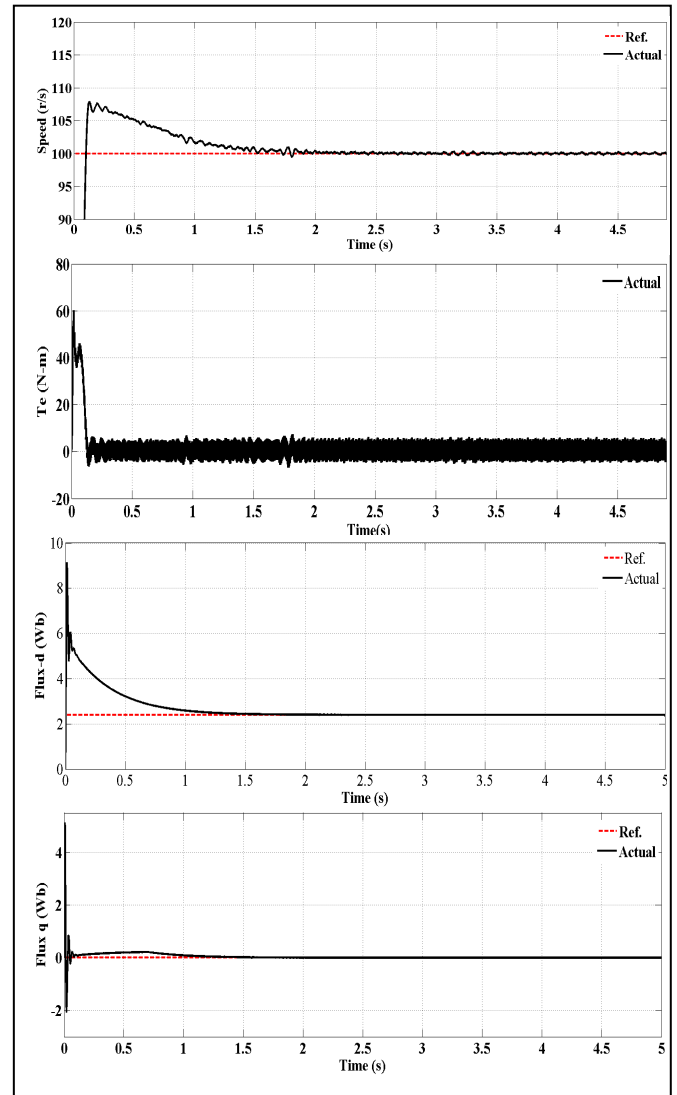 120
115
110
105
100
95
90
Speed (r/s)
Ref.
Actual
0 0.5 1 1.5 2 2.5 3 3.5 4 4.5
Time (s)
80
60
40
20
0
-20
Te (N-m)
Actual
0 0.5 1 1.5 2 2.5 3 3.5 4 4.5
Time(s)
10
8
6
4
2
0
Flux-d (Wb)
Ref.
Actual
0 0.5 1 1.5 2 2.5 3 3.5 4 4.5 5
Time (s)
4
2
0
-2
Flux q (Wb)
Ref.
Actual
0 0.5 1 1.5 2 2.5 3 3.5 4 4.5 5
Time (s)